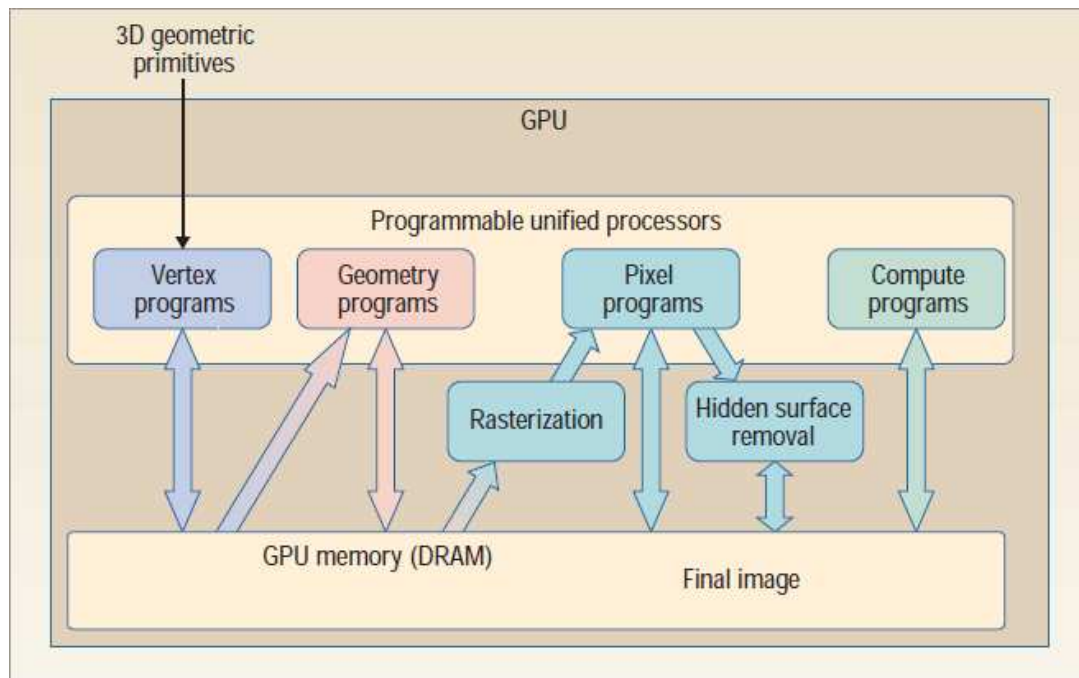 3D geometric
primitives
GPU
Programmable unified processors
Vertex
programs
Geometry
programs
Pixel
programs
Compute
programs
Rasterization
Hidden surface
removal
GPU memory (DRAM)
Final image